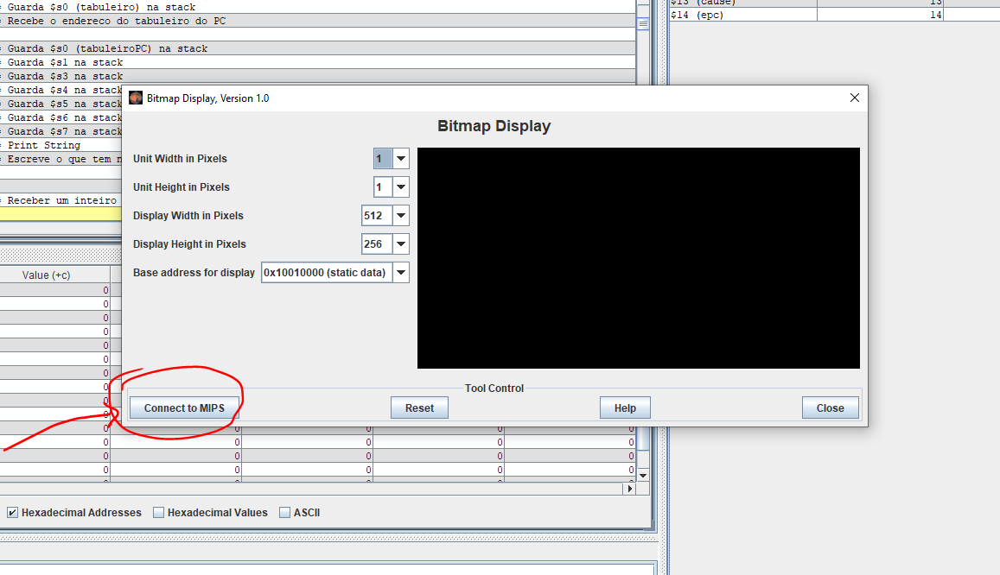 Guarda $s0 (tabuleiro) na stack
Recebe o endereco do tabuleiro do PC
Guarda $s0 (tabuleiroPC) na stack
Guarda $s1 na stack
Guarda $s3 na stack
Guarda $s4 na stack
Guarda $s5 na stack
Guarda $s6 na stack
Guarda $s7 na stack
Print String
Escreve o que tem n
Receber um inteiro
$13 (cause) 13
$14 (epc) 14
Bitmap Display, Version 1.0
Bitmap Display
Unit Width in Pixels 1
Unit Height in Pixels 1
Display Width in Pixels 512
Display Height in Pixels 256
Base address for display 0x10010000 (static data)
Tool Control
Connect to MIPS Reset Help Close
Value (+c)
0
0
0
0
0
0
0
0
0
0
0 0 0 0 0
0 0 0 0 0
0 0 0 0 0
0 0 0 0 0
Hexadecimal Addresses Hexadecimal Values ASCII